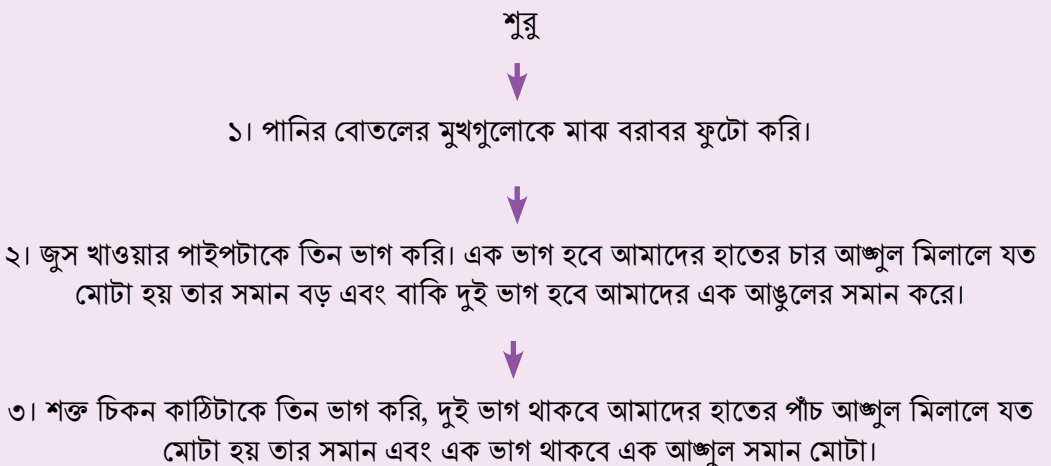 শুরু
১। পানির বোতলের মুখগুলোকে মাঝ বরাবর ফুটো করি।
২। জুস খাওয়ার পাইপটাকে তিন ভাগ করি। এক ভাগ হবে আমাদের হাতের চার আঙ্গুল মিলালে যত
মোটা হয় তার সমান বড় এবং বাকি দুই ভাগ হবে আমাদের এক আঙুলের সমান করে।
৩। শক্ত চিকন কাঠিটাকে তিন ভাগ করি, দুই ভাগ থাকবে আমাদের হাতের পাঁচ আঙ্গুল মিলালে যত
মোটা হয় তার সমান এবং এক ভাগ থাকবে এক আঙ্গুল সমান মোটা।